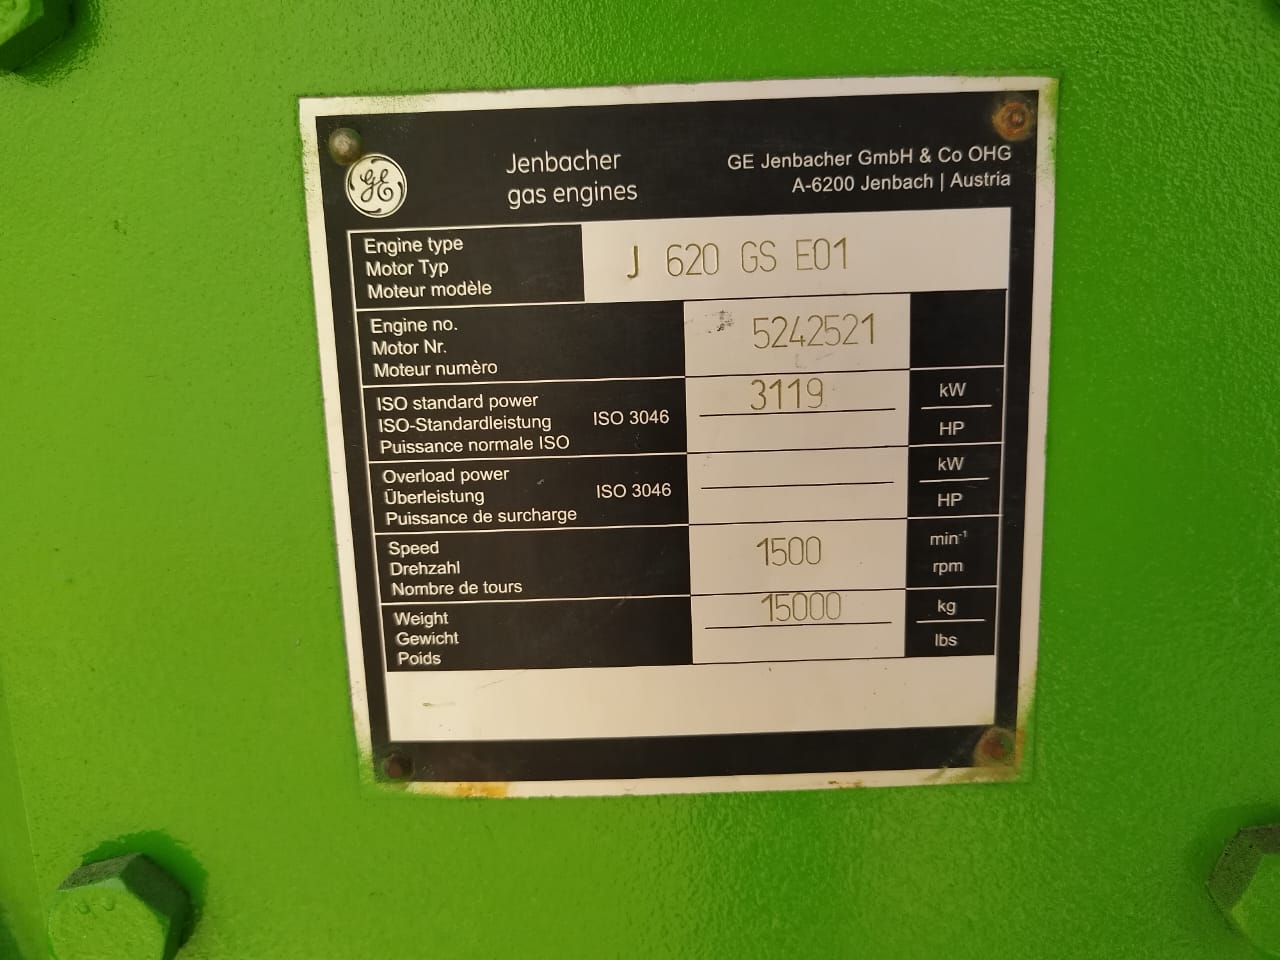 GE
Jenbacher
gas engines
GE Jenbacher GmbH & Co OHG
A-6200 Jenbach | Austria
Engine type
Motor Typ
Moteur modèle
J 620 GS E01
Engine no.
Motor Nr.
Moteur numèro
5242521
ISO standard power
ISO-Standardleistung
Puissance normale ISO
ISO 3046
3119
kW
HP
Overload power
Überleistung
Puissance de surcharge
ISO 3046
kW
HP
Speed
Drehzahl
Nombre de tours
1500
min⁻¹
rpm
Weight
Gewicht
Poids
15000
kg
lbs